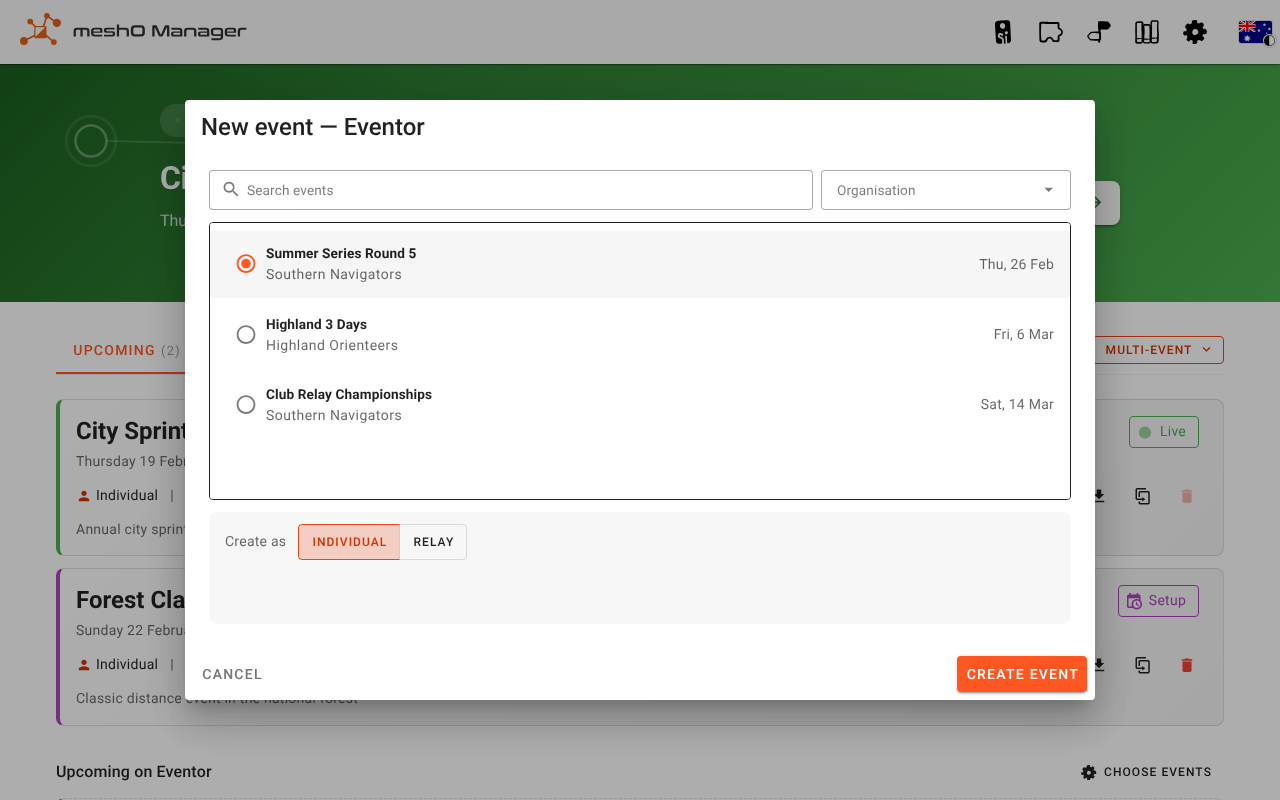 meshO Manager
New event — Eventor
Search events
Organisation
Summer Series Round 5
Southern Navigators
Thu, 26 Feb
Highland 3 Days
Highland Orienteers
Fri, 6 Mar
Club Relay Championships
Southern Navigators
Sat, 14 Mar
Create as
INDIVIDUAL
RELAY
CANCEL
CREATE EVENT
Thu
UPCOMING (2)
MULTI-EVENT
City Sprint
Thursday 19
Live
Individual |
Annual city sprint
Forest
Sunday 22
Setup
Individual |
Classic distance event in the national forest
Upcoming on Eventor
CHOOSE EVENTS